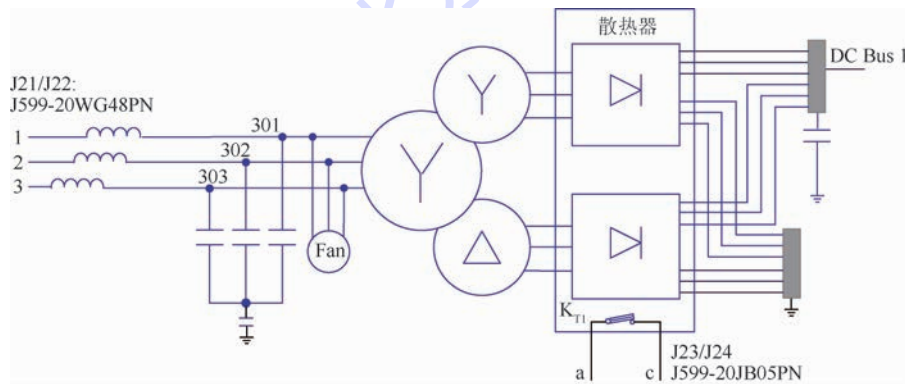 散热器
DC Bus 1
J21/J22:
J599-20WG48PN
1
301
2
302
3
303
Fan
K_T1
a
c
J23/J24
J599-20JB05PN